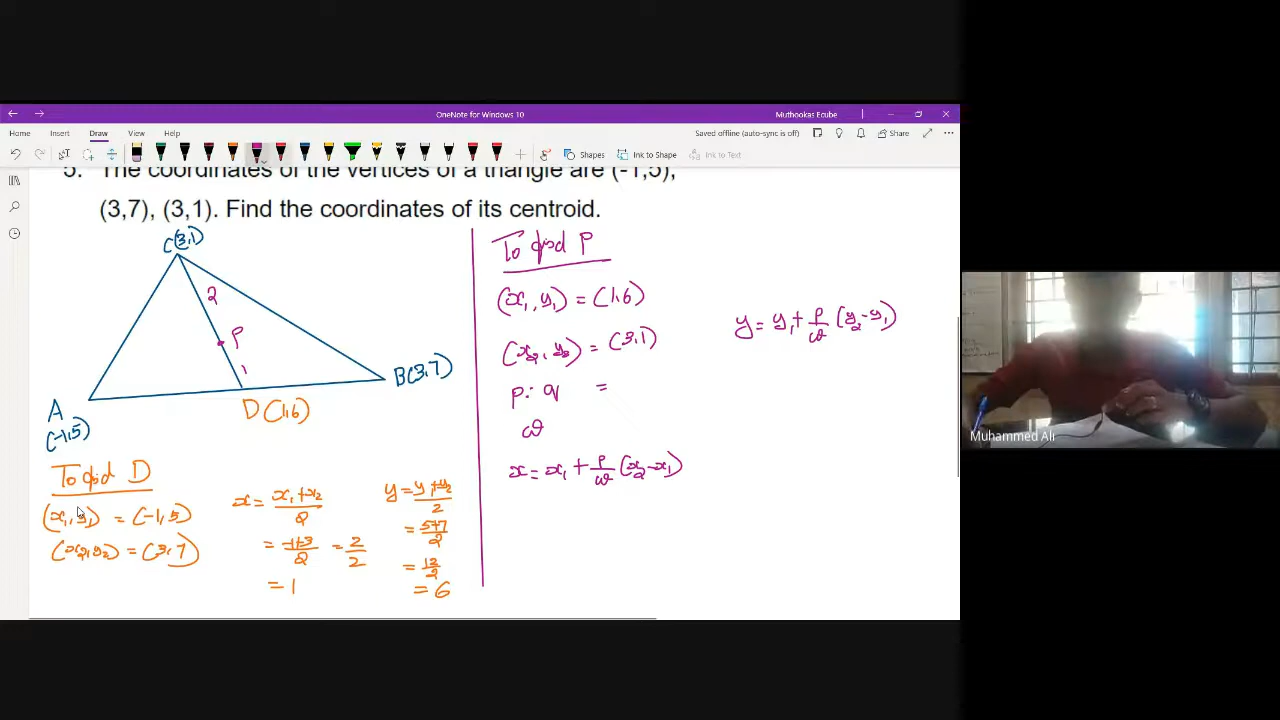 OneNote for Windows 10
Muthookas Ecube
Home Insert Draw View Help
Saved offline (auto-sync is off)
Share
Shapes
Ink to Shape
Ink to Text
5. The coordinates of the vertices of a triangle are (-1,5),
(3,7), (3,1). Find the coordinates of its centroid.
C(3,1)
2
P
1
B(3,7)
A
(-1,5)
D(1,6)
To find D
(x₁,y₁) = (-1,5)
(x₂,y₂) = (3,7)
x = x₁+x₂/2
= -1+3/2 = 2/2
= 1
y = y₁+y₂/2
= 5+7/2
= 12/2
= 6
To find P
(x₁,y₁) = (1,6)
(x₂,y₂) = (3,1)
p:q =
ω
x = x₁ + p/ω (x₂-x₁)
y = y₁ + p/ω (y₂-y₁)
Muhammed Ali